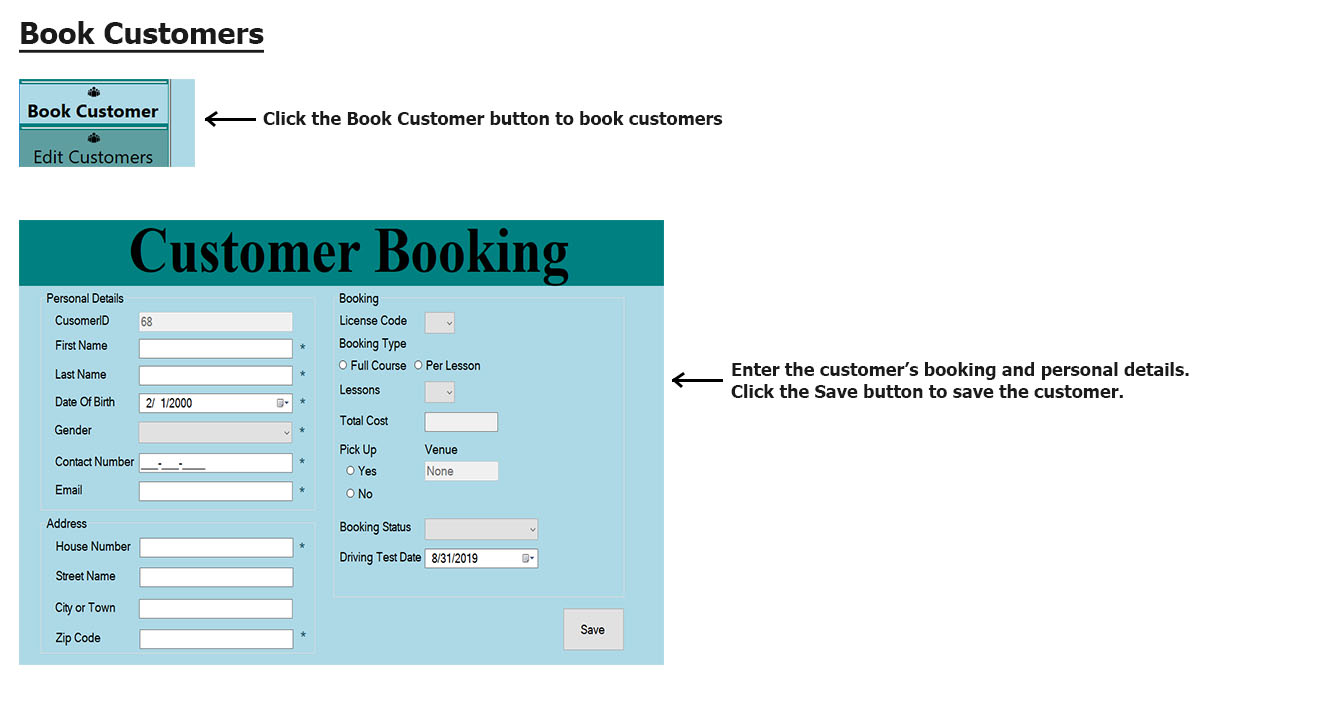 Book Customers
Book Customer
Click the Book Customer button to book customers
Edit Customers
Customer Booking
Personal Details
CusomerID 68
First Name *
Last Name *
Date Of Birth 2/ 1/2000 *
Gender *
Contact Number ___-___-____ *
Email *
Address
House Number *
Street Name
City or Town
Zip Code *
Booking
License Code
Booking Type
Full Course Per Lesson
Lessons
Total Cost
Pick Up Venue
Yes None
No
Booking Status
Driving Test Date 8/31/2019
Save
Enter the customer’s booking and personal details.
Click the Save button to save the customer.